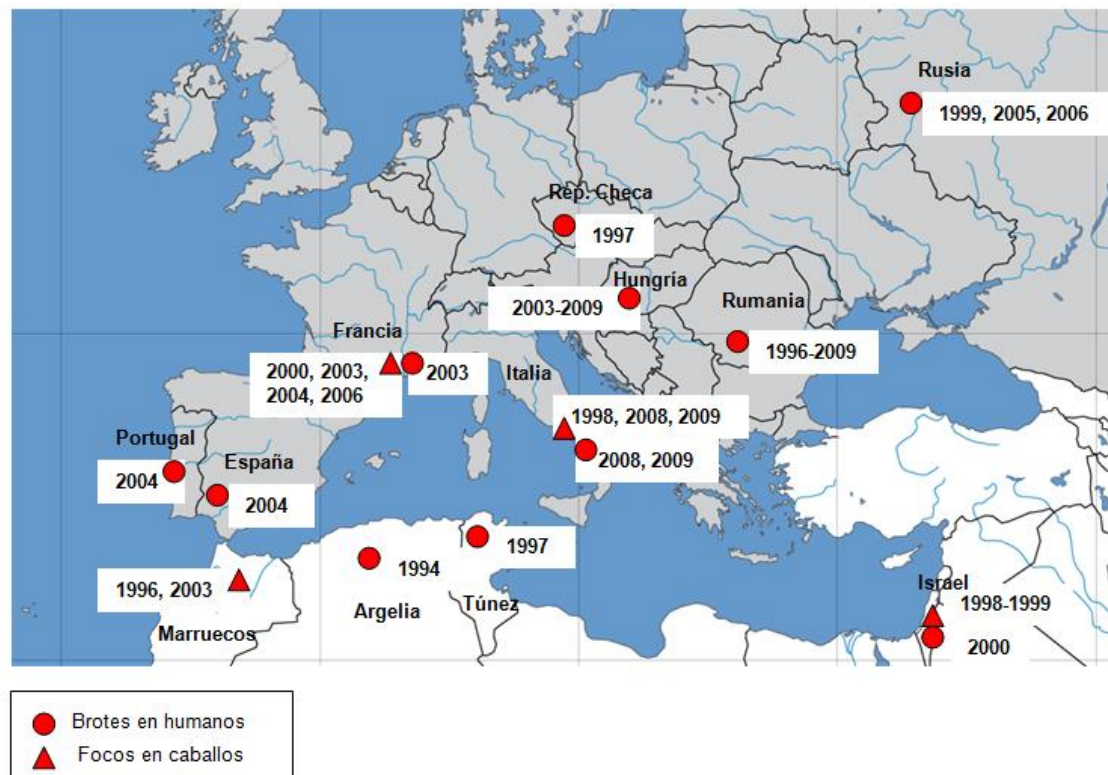 Rusia
1999, 2005, 2006
Rep. Checa
1997
Hungría
2003-2009
Rumania
1996-2009
Francia
2000, 2003,
2004, 2006
2003
Italia
1998, 2008, 2009
2008, 2009
Portugal
2004
España
2004
1997
1994
Túnez
Argelia
1996, 2003
Marruecos
Israel
1998-1999
2000
Brotes en humanos
Focos en caballos